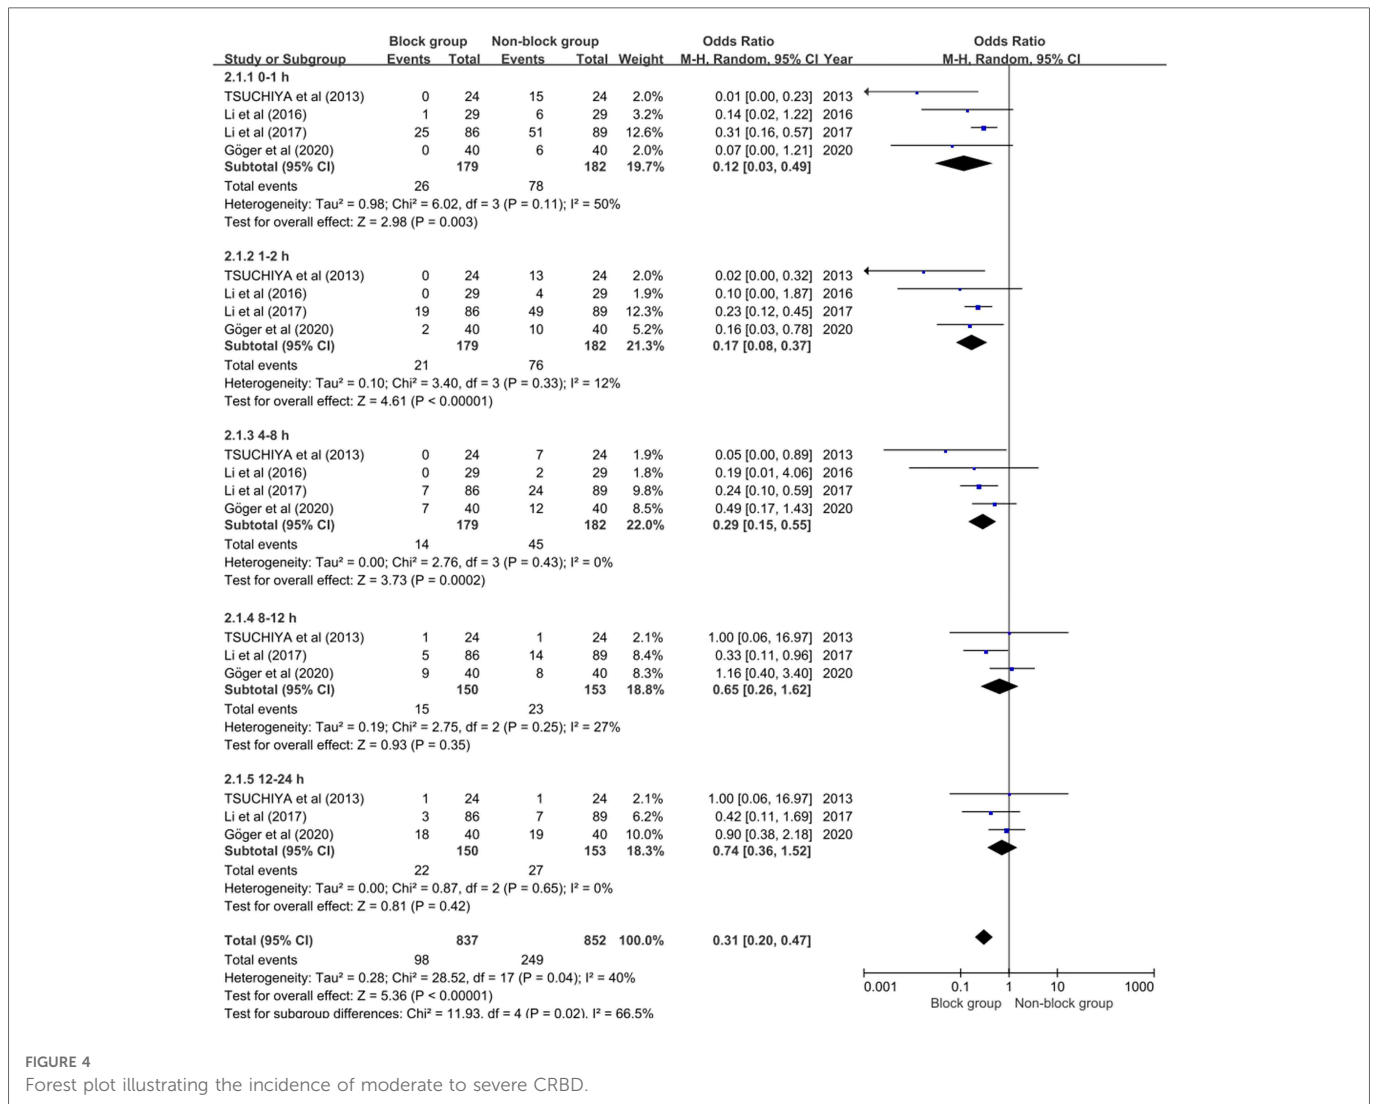 Block group Non-block group Odds Ratio Odds Ratio
Study or Subgroup Events Total Events Total Weight M-H, Random, 95% CI Year M-H, Random, 95% CI
2.1.1 0-1 h
TSUCHIYA et al (2013) 0 24 15 24 2.0% 0.01 [0.00, 0.23] 2013
Li et al (2016) 1 29 6 29 3.2% 0.14 [0.02, 1.22] 2016
Li et al (2017) 25 86 51 89 12.6% 0.31 [0.16, 0.57] 2017
Göger et al (2020) 0 40 6 40 2.0% 0.07 [0.00, 1.21] 2020
Subtotal (95% CI) 179 182 19.7% 0.12 [0.03, 0.49]
Total events 26 78
Heterogeneity: Tau² = 0.98; Chi² = 6.02, df = 3 (P = 0.11); I² = 50%
Test for overall effect: Z = 2.98 (P = 0.003)
2.1.2 1-2 h
TSUCHIYA et al (2013) 0 24 13 24 2.0% 0.02 [0.00, 0.32] 2013
Li et al (2016) 0 29 4 29 1.9% 0.10 [0.00, 1.87] 2016
Li et al (2017) 19 86 49 89 12.3% 0.23 [0.12, 0.45] 2017
Göger et al (2020) 2 40 10 40 5.2% 0.16 [0.03, 0.78] 2020
Subtotal (95% CI) 179 182 21.3% 0.17 [0.08, 0.37]
Total events 21 76
Heterogeneity: Tau² = 0.10; Chi² = 3.40, df = 3 (P = 0.33); I² = 12%
Test for overall effect: Z = 4.61 (P < 0.00001)
2.1.3 4-8 h
TSUCHIYA et al (2013) 0 24 7 24 1.9% 0.05 [0.00, 0.89] 2013
Li et al (2016) 0 29 2 29 1.8% 0.19 [0.01, 4.06] 2016
Li et al (2017) 7 86 24 89 9.8% 0.24 [0.10, 0.59] 2017
Göger et al (2020) 7 40 12 40 8.5% 0.49 [0.17, 1.43] 2020
Subtotal (95% CI) 179 182 22.0% 0.29 [0.15, 0.55]
Total events 14 45
Heterogeneity: Tau² = 0.00; Chi² = 2.76, df = 3 (P = 0.43); I² = 0%
Test for overall effect: Z = 3.73 (P = 0.0002)
2.1.4 8-12 h
TSUCHIYA et al (2013) 1 24 1 24 2.1% 1.00 [0.06, 16.97] 2013
Li et al (2017) 5 86 14 89 8.4% 0.33 [0.11, 0.96] 2017
Göger et al (2020) 9 40 8 40 8.3% 1.16 [0.40, 3.40] 2020
Subtotal (95% CI) 150 153 18.8% 0.65 [0.26, 1.62]
Total events 15 23
Heterogeneity: Tau² = 0.19; Chi² = 2.75, df = 2 (P = 0.25); I² = 27%
Test for overall effect: Z = 0.93 (P = 0.35)
2.1.5 12-24 h
TSUCHIYA et al (2013) 1 24 1 24 2.1% 1.00 [0.06, 16.97] 2013
Li et al (2017) 3 86 7 89 6.2% 0.42 [0.11, 1.69] 2017
Göger et al (2020) 18 40 19 40 10.0% 0.90 [0.38, 2.18] 2020
Subtotal (95% CI) 150 153 18.3% 0.74 [0.36, 1.52]
Total events 22 27
Heterogeneity: Tau² = 0.00; Chi² = 0.87, df = 2 (P = 0.65); I² = 0%
Test for overall effect: Z = 0.81 (P = 0.42)
Total (95% CI) 837 852 100.0% 0.31 [0.20, 0.47]
Total events 98 249
Heterogeneity: Tau² = 0.28; Chi² = 28.52, df = 17 (P = 0.04); I² = 40%
Test for overall effect: Z = 5.36 (P < 0.00001)
Test for subgroup differences: Chi² = 11.93, df = 4 (P = 0.02), I² = 66.5%
0.001 0.1 1 10 1000
Block group Non-block group
FIGURE 4
Forest plot illustrating the incidence of moderate to severe CRBD.